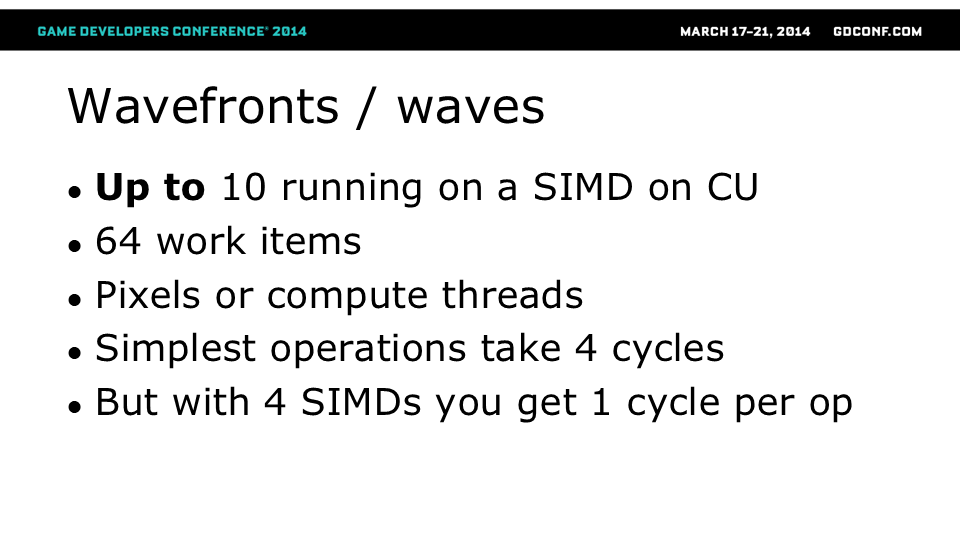 GAME DEVELOPERS CONFERENCE® 2014
MARCH 17–21, 2014 GDCONF.COM
Wavefronts / waves
● Up to 10 running on a SIMD on CU
● 64 work items
● Pixels or compute threads
● Simplest operations take 4 cycles
● But with 4 SIMDs you get 1 cycle per op